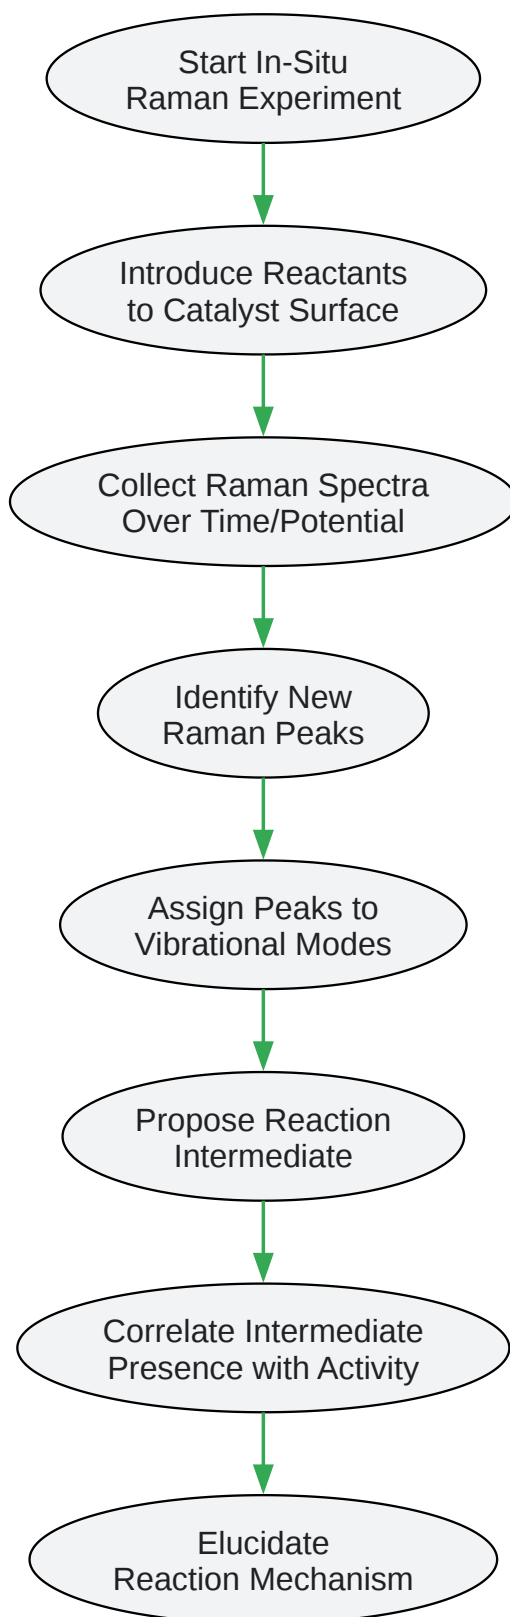 Start In-Situ
Raman Experiment
Introduce Reactants
to Catalyst Surface
Collect Raman Spectra
Over Time/Potential
Identify New
Raman Peaks
Assign Peaks to
Vibrational Modes
Propose Reaction
Intermediate
Correlate Intermediate
Presence with Activity
Elucidate
Reaction Mechanism